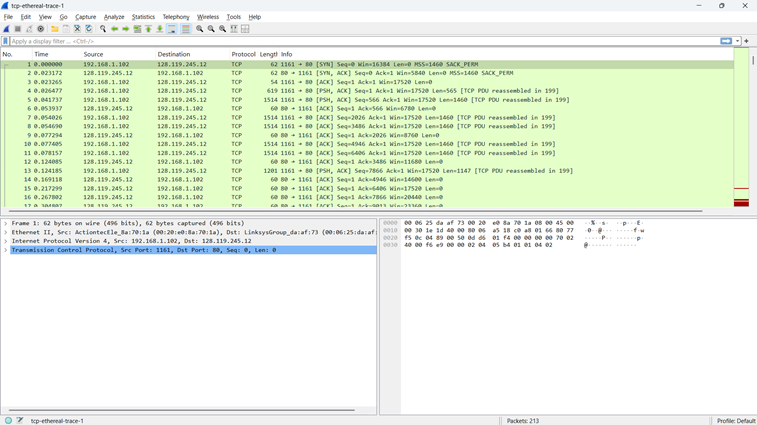 tcp-ethereal-trace-1
File Edit View Go Capture Analyze Statistics Telephony Wireless Tools Help
Apply a display filter ... <Ctrl-/>
No. Time Source Destination Protocol Length Info
1 0.000000 192.168.1.102 128.119.245.12 TCP 62 1161 → 80 [SYN] Seq=0 Win=16384 Len=0 MSS=1460 SACK_PERM
2 0.023172 128.119.245.12 192.168.1.102 TCP 62 80 → 1161 [SYN, ACK] Seq=0 Ack=1 Win=5840 Len=0 MSS=1460 SACK_PERM
3 0.023265 192.168.1.102 128.119.245.12 TCP 54 1161 → 80 [ACK] Seq=1 Ack=1 Win=17520 Len=0
4 0.026477 192.168.1.102 128.119.245.12 TCP 619 1161 → 80 [PSH, ACK] Seq=1 Ack=1 Win=17520 Len=565 [TCP PDU reassembled in 199]
5 0.041737 192.168.1.102 128.119.245.12 TCP 1514 1161 → 80 [PSH, ACK] Seq=566 Ack=1 Win=17520 Len=1460 [TCP PDU reassembled in 199]
6 0.053937 128.119.245.12 192.168.1.102 TCP 60 80 → 1161 [ACK] Seq=1 Ack=566 Win=6780 Len=0
7 0.054026 192.168.1.102 128.119.245.12 TCP 1514 1161 → 80 [ACK] Seq=2026 Ack=1 Win=17520 Len=1460 [TCP PDU reassembled in 199]
8 0.054690 192.168.1.102 128.119.245.12 TCP 1514 1161 → 80 [ACK] Seq=3486 Ack=1 Win=17520 Len=1460 [TCP PDU reassembled in 199]
9 0.077294 128.119.245.12 192.168.1.102 TCP 60 80 → 1161 [ACK] Seq=1 Ack=2026 Win=8760 Len=0
10 0.077405 192.168.1.102 128.119.245.12 TCP 1514 1161 → 80 [ACK] Seq=4946 Ack=1 Win=17520 Len=1460 [TCP PDU reassembled in 199]
11 0.078157 192.168.1.102 128.119.245.12 TCP 1514 1161 → 80 [ACK] Seq=6406 Ack=1 Win=17520 Len=1460 [TCP PDU reassembled in 199]
12 0.124085 128.119.245.12 192.168.1.102 TCP 60 80 → 1161 [ACK] Seq=1 Ack=3486 Win=11680 Len=0
13 0.124185 192.168.1.102 128.119.245.12 TCP 1201 1161 → 80 [PSH, ACK] Seq=7866 Ack=1 Win=17520 Len=1147 [TCP PDU reassembled in 199]
14 0.169118 128.119.245.12 192.168.1.102 TCP 60 80 → 1161 [ACK] Seq=1 Ack=4946 Win=14600 Len=0
15 0.217299 128.119.245.12 192.168.1.102 TCP 60 80 → 1161 [ACK] Seq=1 Ack=6406 Win=17520 Len=0
16 0.267802 128.119.245.12 192.168.1.102 TCP 60 80 → 1161 [ACK] Seq=1 Ack=7866 Win=20440 Len=0
17 0.304807 128.119.245.12 192.168.1.102 TCP 60 80 → 1161 [ACK] Seq=1 Ack=9013 Win=23360 Len=0
Frame 1: 62 bytes on wire (496 bits), 62 bytes captured (496 bits)
Ethernet II, Src: ActiontecEle_8a:70:1a (00:20:e0:8a:70:1a), Dst: LinksysGroup_da:af:73 (00:06:25:da:af:
Internet Protocol Version 4, Src: 192.168.1.102, Dst: 128.119.245.12
Transmission Control Protocol, Src Port: 1161, Dst Port: 80, Seq: 0, Len: 0
0000 00 06 25 da af 73 00 20 e0 8a 70 1a 08 00 45 00 ··%··s·  ··p···E·
0010 00 30 1e 1d 40 00 80 06 a5 18 c0 a8 01 66 80 77 ·0··@··· ·····f·w
0020 f5 0c 04 89 00 50 0d d6 01 f4 00 00 00 00 70 02 ·····P·· ······p·
0030 40 00 f6 e9 00 00 02 04 05 b4 01 01 04 02 @······· ······
tcp-ethereal-trace-1
Packets: 213
Profile: Default